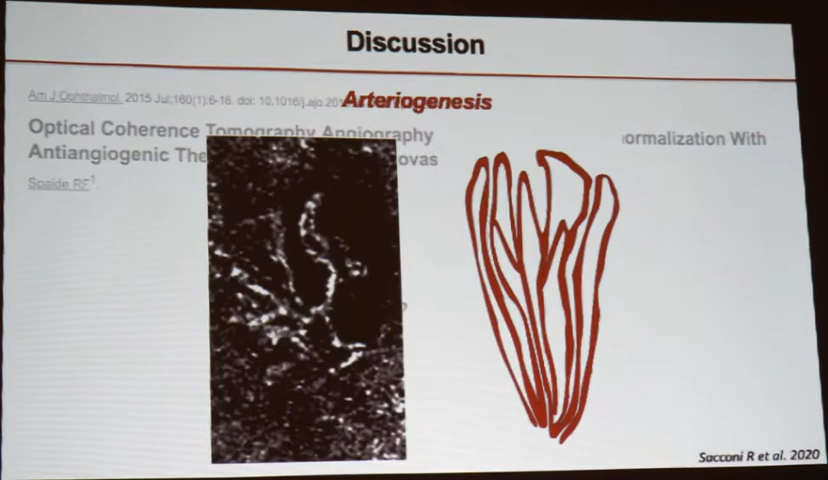 Discussion
Am J Ophthalmol. 2015 Jul;160(1):6-16. doi: 10.1016/j.ajo.20
Arteriogenesis
Optical Coherence Tomography Angiography ormalization With
Antiangiogenic The ovas
Spaide RF1.
Sacconi R et al. 2020